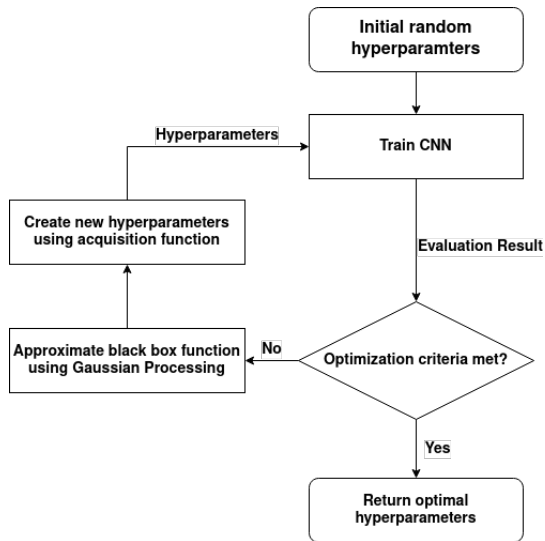 Initial random
hyperparamters
Hyperparameters
Train CNN
Create new hyperparameters
using acquisition function
Evaluation Result
Approximate black box function
using Gaussian Processing
No
Optimization criteria met?
Yes
Return optimal
hyperparameters